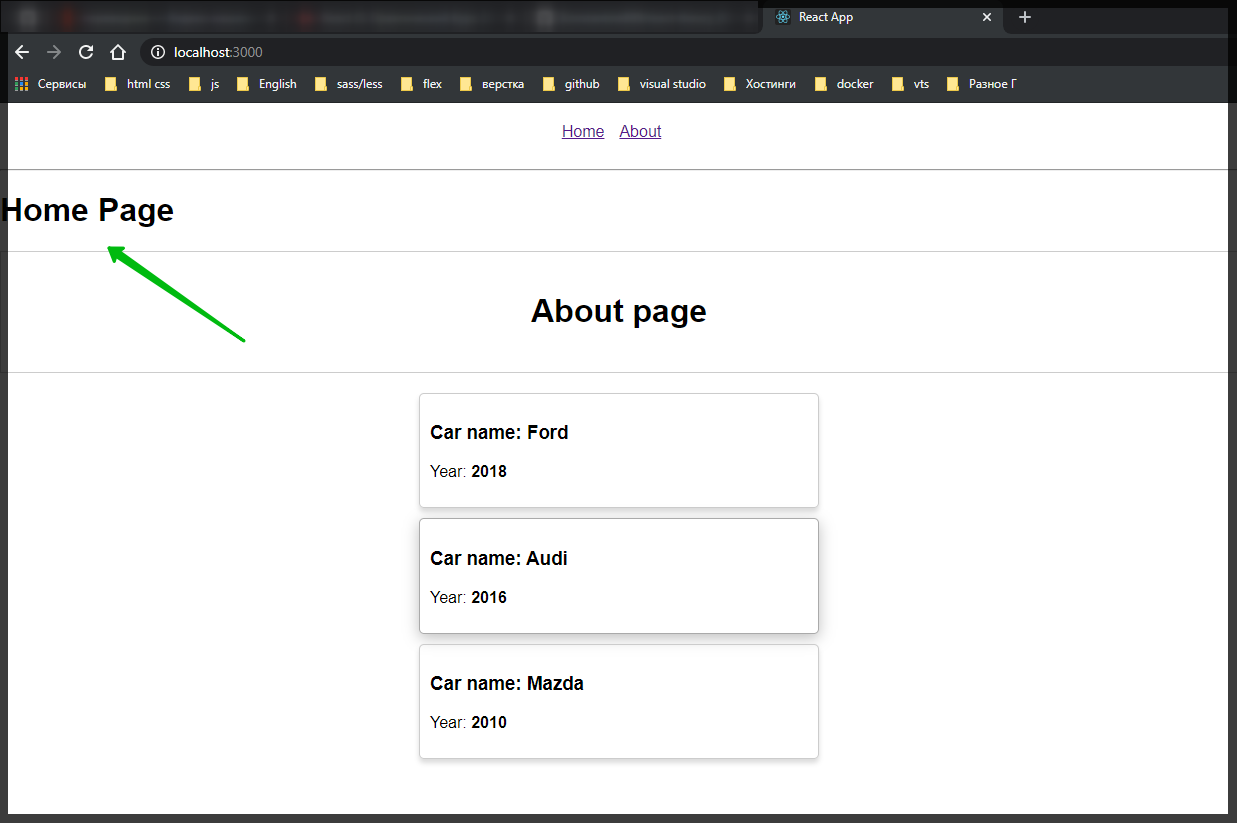 React App
localhost:3000
Сервисы html css js English sass/less flex верстка github visual studio Хостинги docker vts Разное Г
Home About
Home Page
About page
Car name: Ford
Year: 2018
Car name: Audi
Year: 2016
Car name: Mazda
Year: 2010